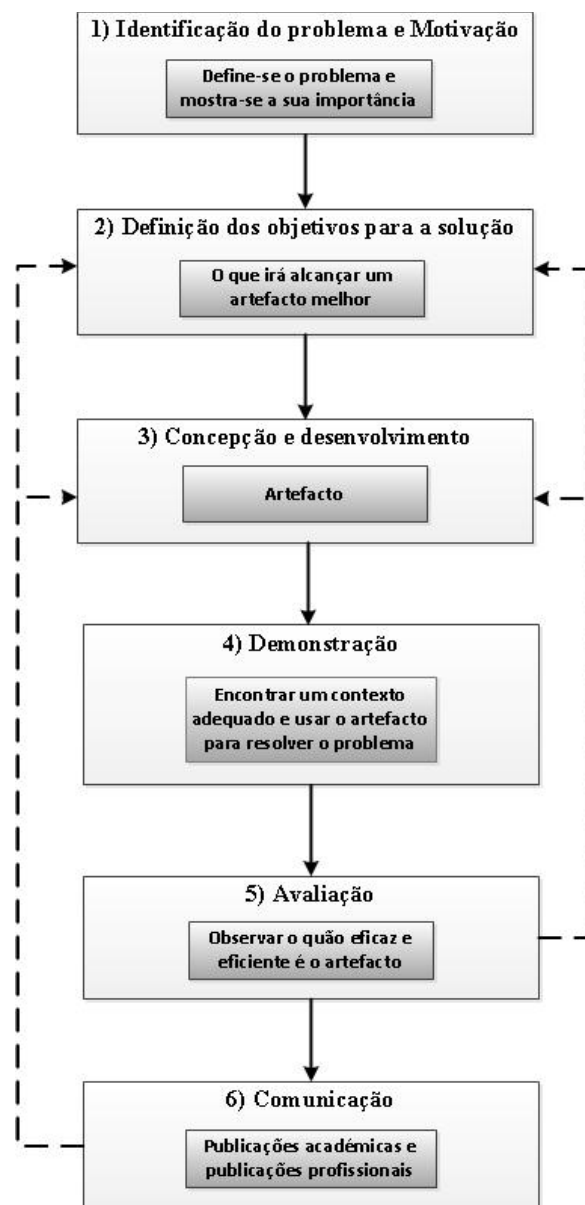 1) Identificação do problema e Motivação
Define-se o problema e
mostra-se a sua importância
2) Definição dos objetivos para a solução
O que irá alcançar um
artefacto melhor
3) Concepção e desenvolvimento
Artefacto
4) Demonstração
Encontrar um contexto
adequado e usar o artefacto
para resolver o problema
5) Avaliação
Observar o quão eficaz e
eficiente é o artefacto
6) Comunicação
Publicações académicas e
publicações profissionais